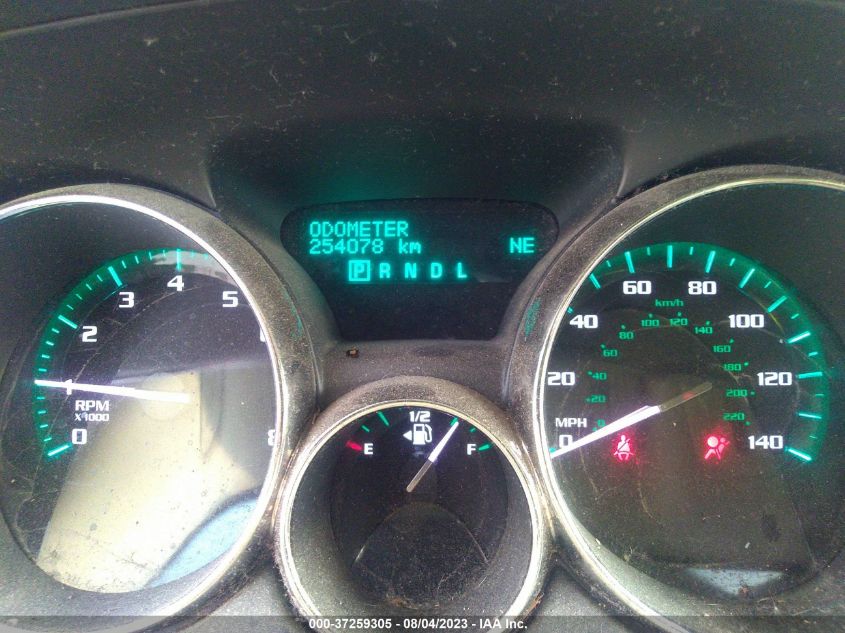 ODOMETER
254078 km NE
P R N D L
0 1 2 3 4 5 8
RPM
X1000
1/2
E F
0 20 40 60 80 100 120 140
MPH
km/h
0 20 40 60 80 100 120 140 160 180 200 220
000-37259305 - 08/04/2023 - IAA Inc.